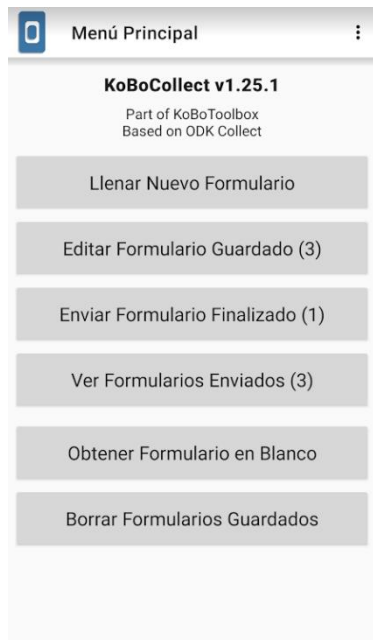 Menú Principal
KoBoCollect v1.25.1
Part of KoBoToolbox
Based on ODK Collect
Llenar Nuevo Formulario
Editar Formulario Guardado (3)
Enviar Formulario Finalizado (1)
Ver Formularios Enviados (3)
Obtener Formulario en Blanco
Borrar Formularios Guardados